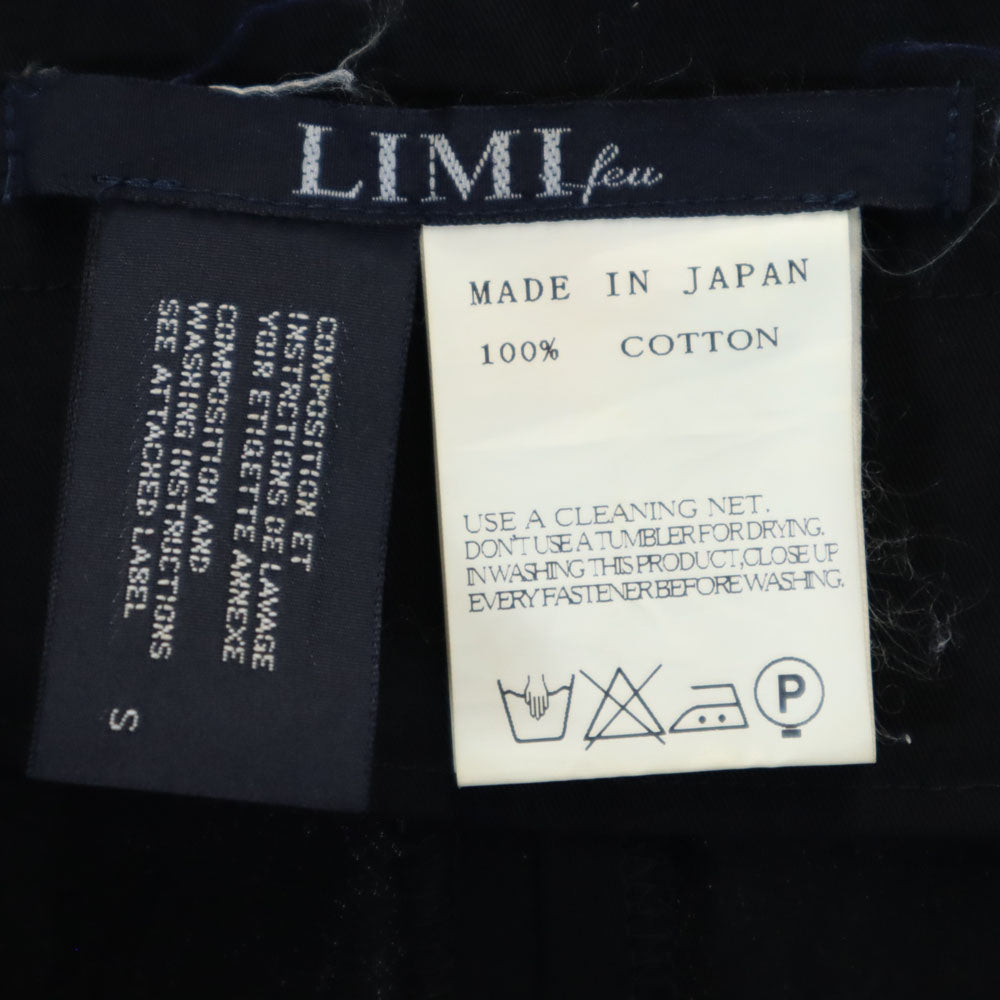 LIMI feu
COMPOSITION ET
INSTRCTIONS DE LAVAGE
VOIR ETIQETTE ANNEXE
COMPOSITION AND
WASHING INSTRUCTIONS
SEE ATTACHED LABEL
S
MADE IN JAPAN
100% COTTON
USE A CLEANING NET.
DON'T USE A TUMBLER FOR DRYING.
IN WASHING THIS PRODUCT, CLOSE UP
EVERY FASTENER BEFORE WASHING.
P